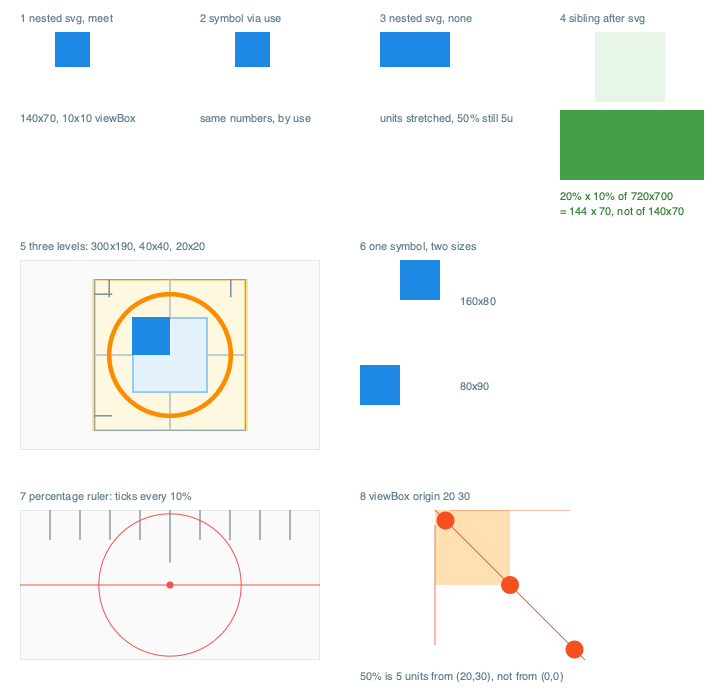 1 nested svg, meet
2 symbol via use
3 nested svg, none
4 sibling after svg
140x70, 10x10 viewBox
same numbers, by use
units stretched, 50% still 5u
20% x 10% of 720x700
= 144 x 70, not of 140x70
5 three levels: 300x190, 40x40, 20x20
6 one symbol, two sizes
160x80
80x90
7 percentage ruler: ticks every 10%
8 viewBox origin 20 30
50% is 5 units from (20,30), not from (0,0)